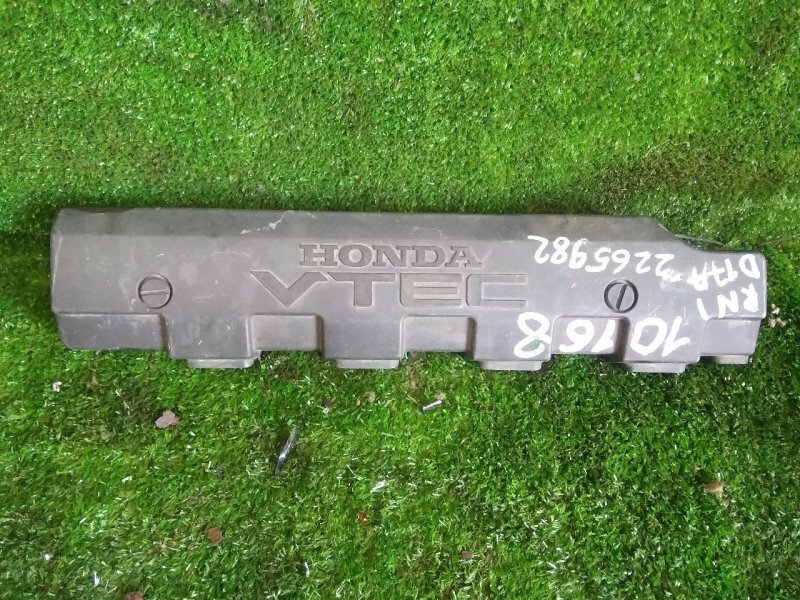 HONDA
VTEC
RN1
D17A-2265982
10168